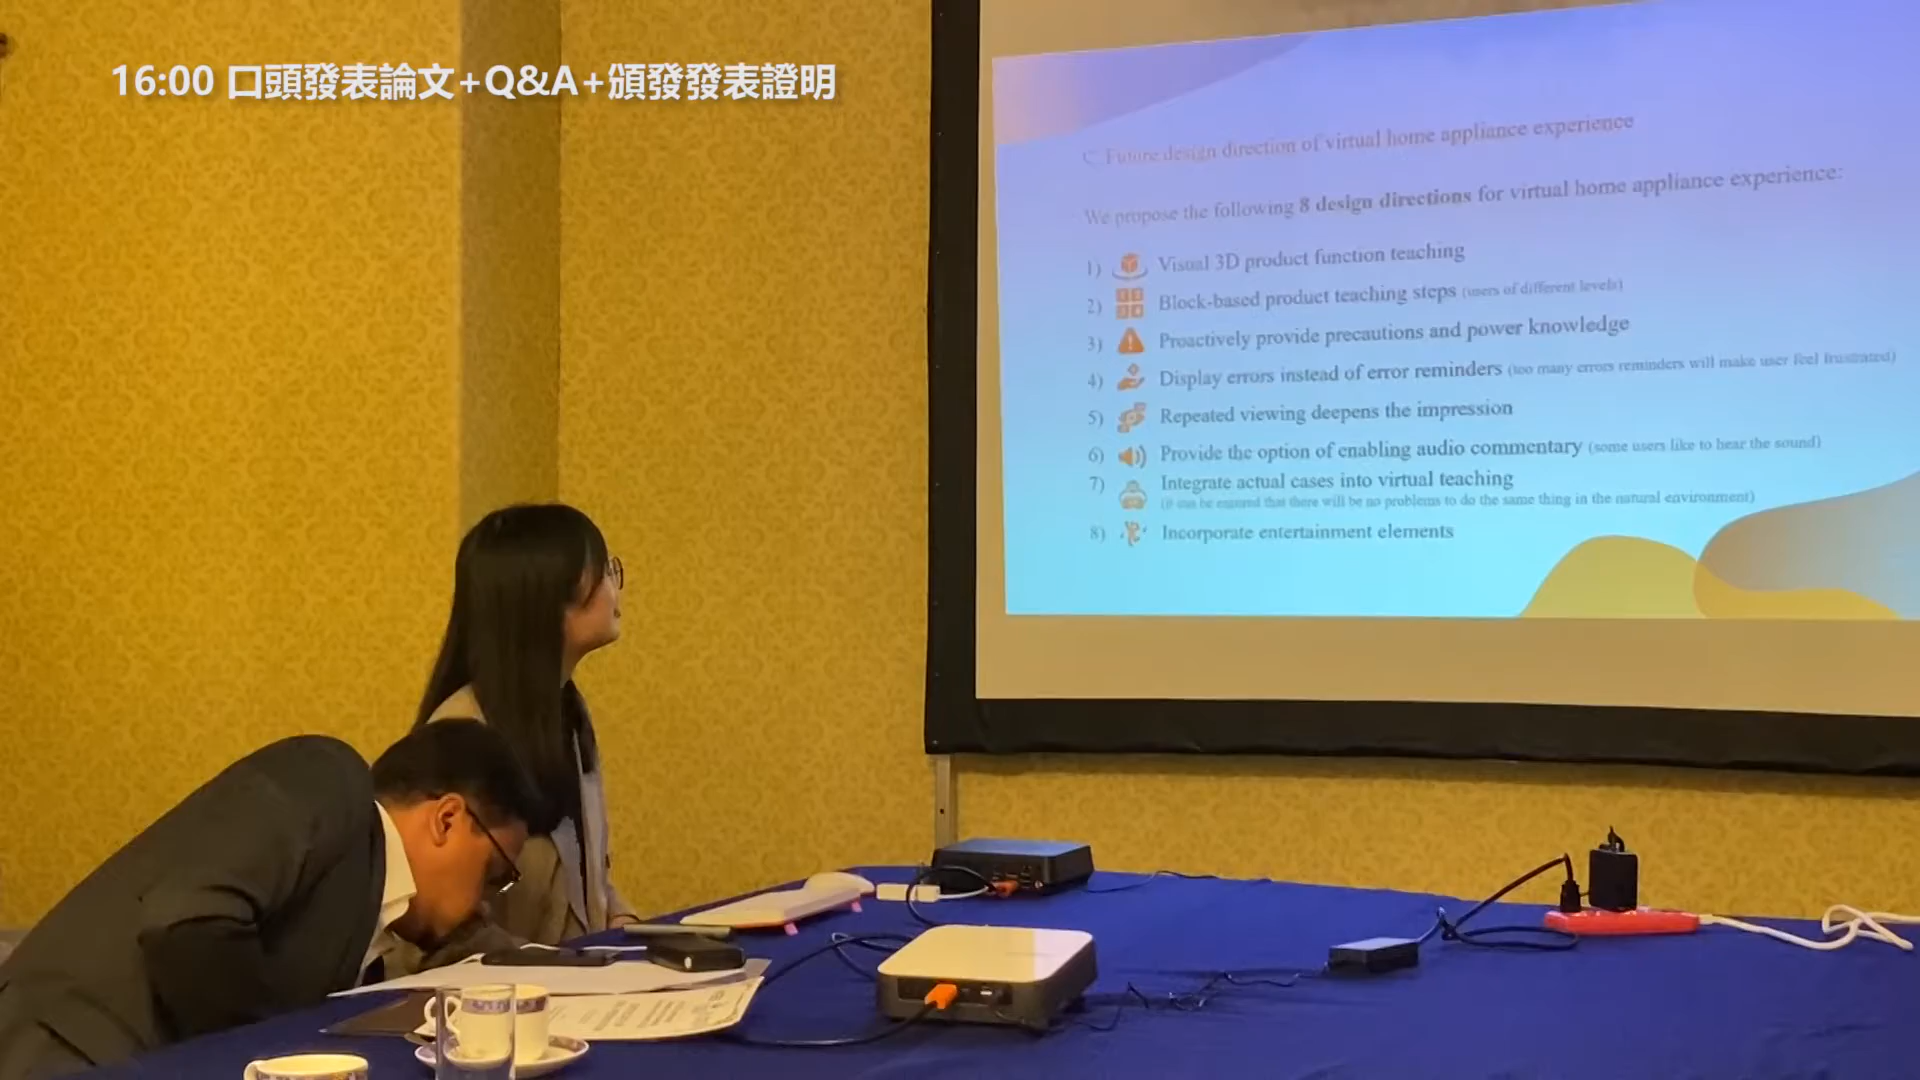 16:00 口頭發表論文+Q&A+頒發發表證明
C. Future design direction of virtual home appliance experience
We propose the following 8 design directions for virtual home appliance experience:
1) Visual 3D product function teaching
2) Block-based product teaching steps (users of different levels)
3) Proactively provide precautions and power knowledge
4) Display errors instead of error reminders (too many errors reminders will make user feel frustrated)
5) Repeated viewing deepens the impression
6) Provide the option of enabling audio commentary (some users like to hear the sound)
7) Integrate actual cases into virtual teaching
(it can be ensured that there will be no problems to do the same thing in the natural environment)
8) Incorporate entertainment elements